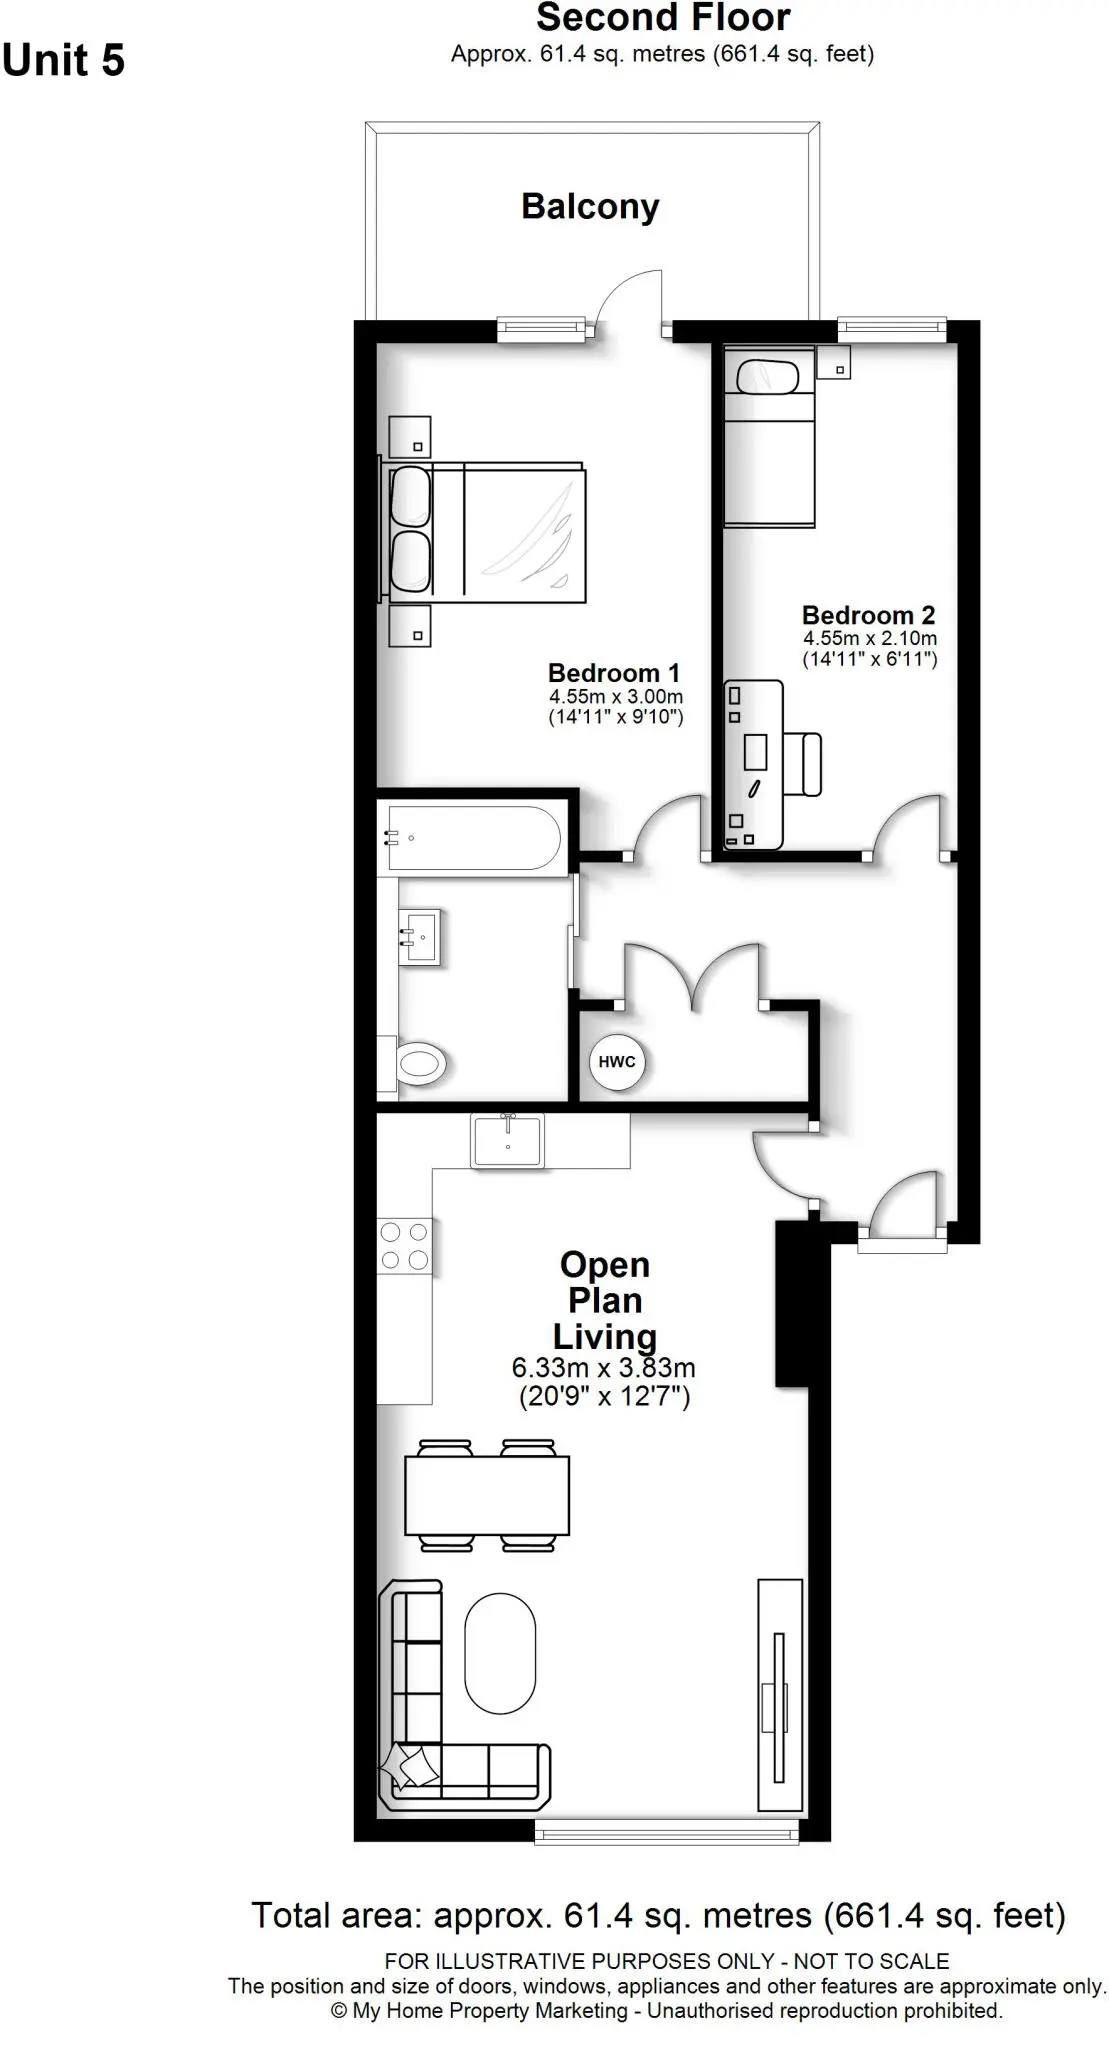 Second Floor
Unit 5
Approx. 61.4 sq. metres (661.4 sq. feet)
Balcony
Bedroom 2
4.55m x 2.10m
(14'11" x 6'11")
Bedroom 1
4.55m x 3.00m
(14'11" x 9'10")
HWC
Open
Plan
Living
6.33m x 3.83m
(20'9" x 12'7")
Total area: approx. 61.4 sq. metres (661.4 sq. feet)
FOR ILLUSTRATIVE PURPOSES ONLY - NOT TO SCALE
The position and size of doors, windows, appliances and other features are approximate only.
© My Home Property Marketing - Unauthorised reproduction prohibited.